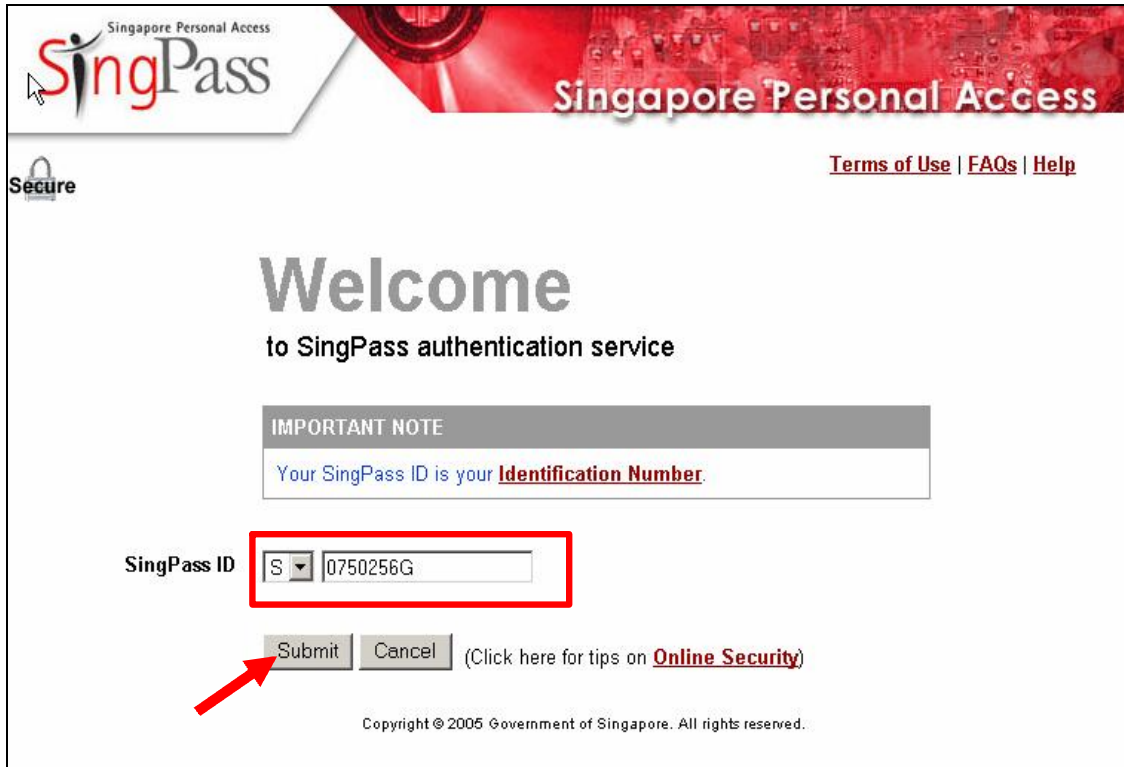 Singapore Personal Access
SingPass
Singapore Personal Access
Secure
Terms of Use | FAQs | Help
Welcome
to SingPass authentication service
IMPORTANT NOTE
Your SingPass ID is your Identification Number.
SingPass ID S 0750256G
Submit Cancel (Click here for tips on Online Security)
Copyright © 2005 Government of Singapore. All rights reserved.